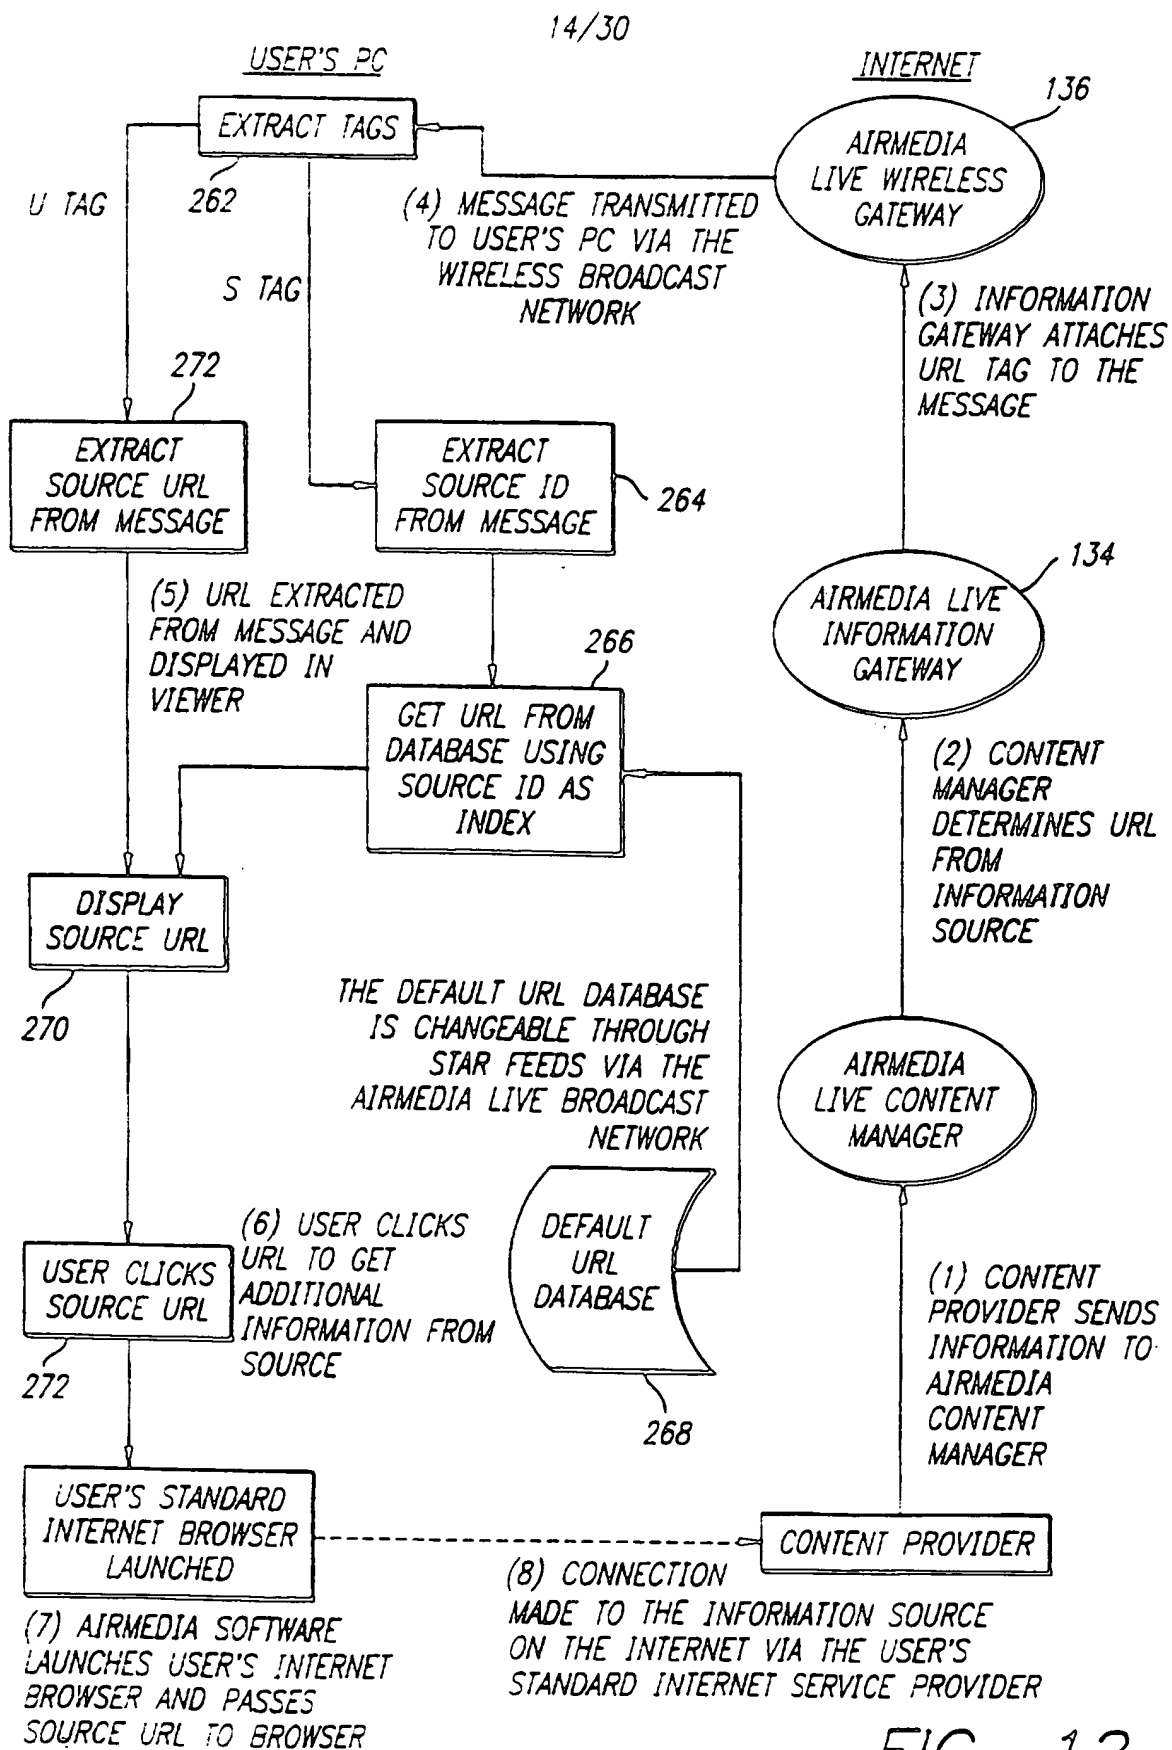 14/30
USER'S PC
INTERNET
136
EXTRACT TAGS
262
AIRMEDIA
LIVE WIRELESS
GATEWAY
U TAG
S TAG
(4) MESSAGE TRANSMITTED
TO USER'S PC VIA THE
WIRELESS BROADCAST
NETWORK
(3) INFORMATION
GATEWAY ATTACHES
URL TAG TO THE
MESSAGE
272
EXTRACT
SOURCE URL
FROM MESSAGE
EXTRACT
SOURCE ID
FROM MESSAGE
264
134
AIRMEDIA LIVE
INFORMATION
GATEWAY
(5) URL EXTRACTED
FROM MESSAGE AND
DISPLAYED IN
VIEWER
266
GET URL FROM
DATABASE USING
SOURCE ID AS
INDEX
(2) CONTENT
MANAGER
DETERMINES URL
FROM
INFORMATION
SOURCE
DISPLAY
SOURCE URL
270
THE DEFAULT URL DATABASE
IS CHANGEABLE THROUGH
STAR FEEDS VIA THE
AIRMEDIA LIVE BROADCAST
NETWORK
AIRMEDIA
LIVE CONTENT
MANAGER
DEFAULT
URL
DATABASE
268
USER CLICKS
SOURCE URL
272
(6) USER CLICKS
URL TO GET
ADDITIONAL
INFORMATION FROM
SOURCE
(1) CONTENT
PROVIDER SENDS
INFORMATION TO
AIRMEDIA
CONTENT
MANAGER
USER'S STANDARD
INTERNET BROWSER
LAUNCHED
CONTENT PROVIDER
(7) AIRMEDIA SOFTWARE
LAUNCHES USER'S INTERNET
BROWSER AND PASSES
SOURCE URL TO BROWSER
(8) CONNECTION
MADE TO THE INFORMATION SOURCE
ON THE INTERNET VIA THE USER'S
STANDARD INTERNET SERVICE PROVIDER